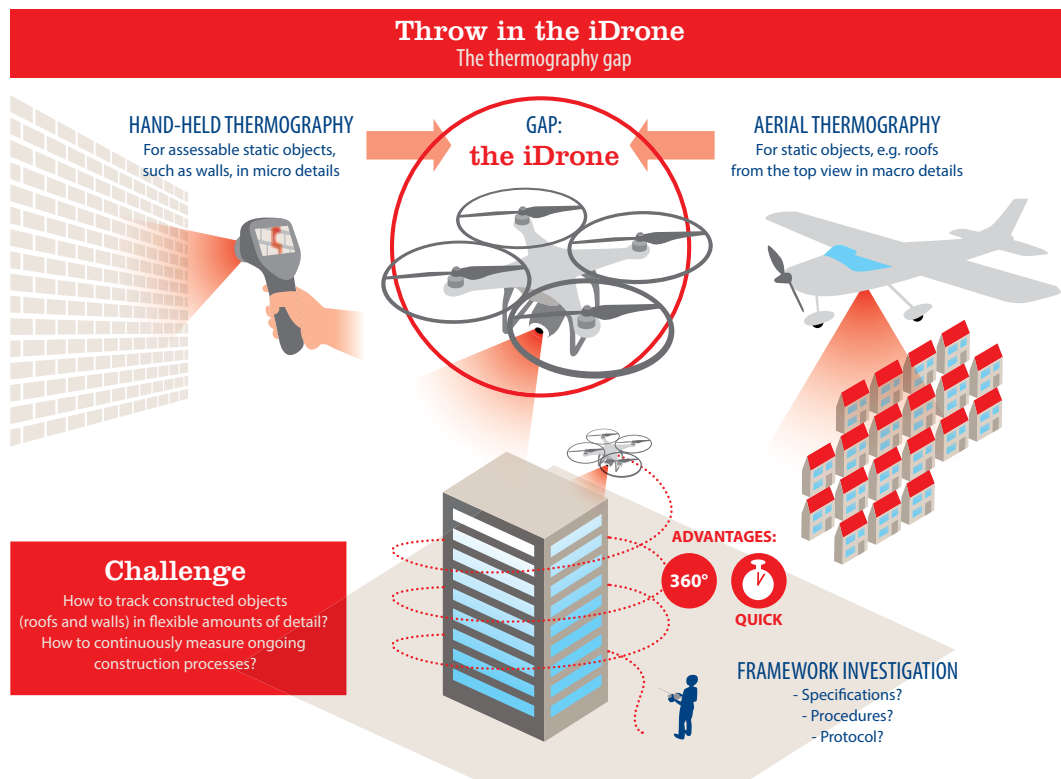 Throw in the iDrone
The thermography gap
HAND-HELD THERMOGRAPHY
For assessable static objects,
such as walls, in micro details
GAP:
the iDrone
AERIAL THERMOGRAPHY
For static objects, e.g. roofs
from the top view in macro details
ADVANTAGES:
360°
QUICK
Challenge
How to track constructed objects
(roofs and walls) in flexible amounts of detail?
How to continuously measure ongoing
construction processes?
FRAMEWORK INVESTIGATION
- Specifications?
- Procedures?
- Protocol?